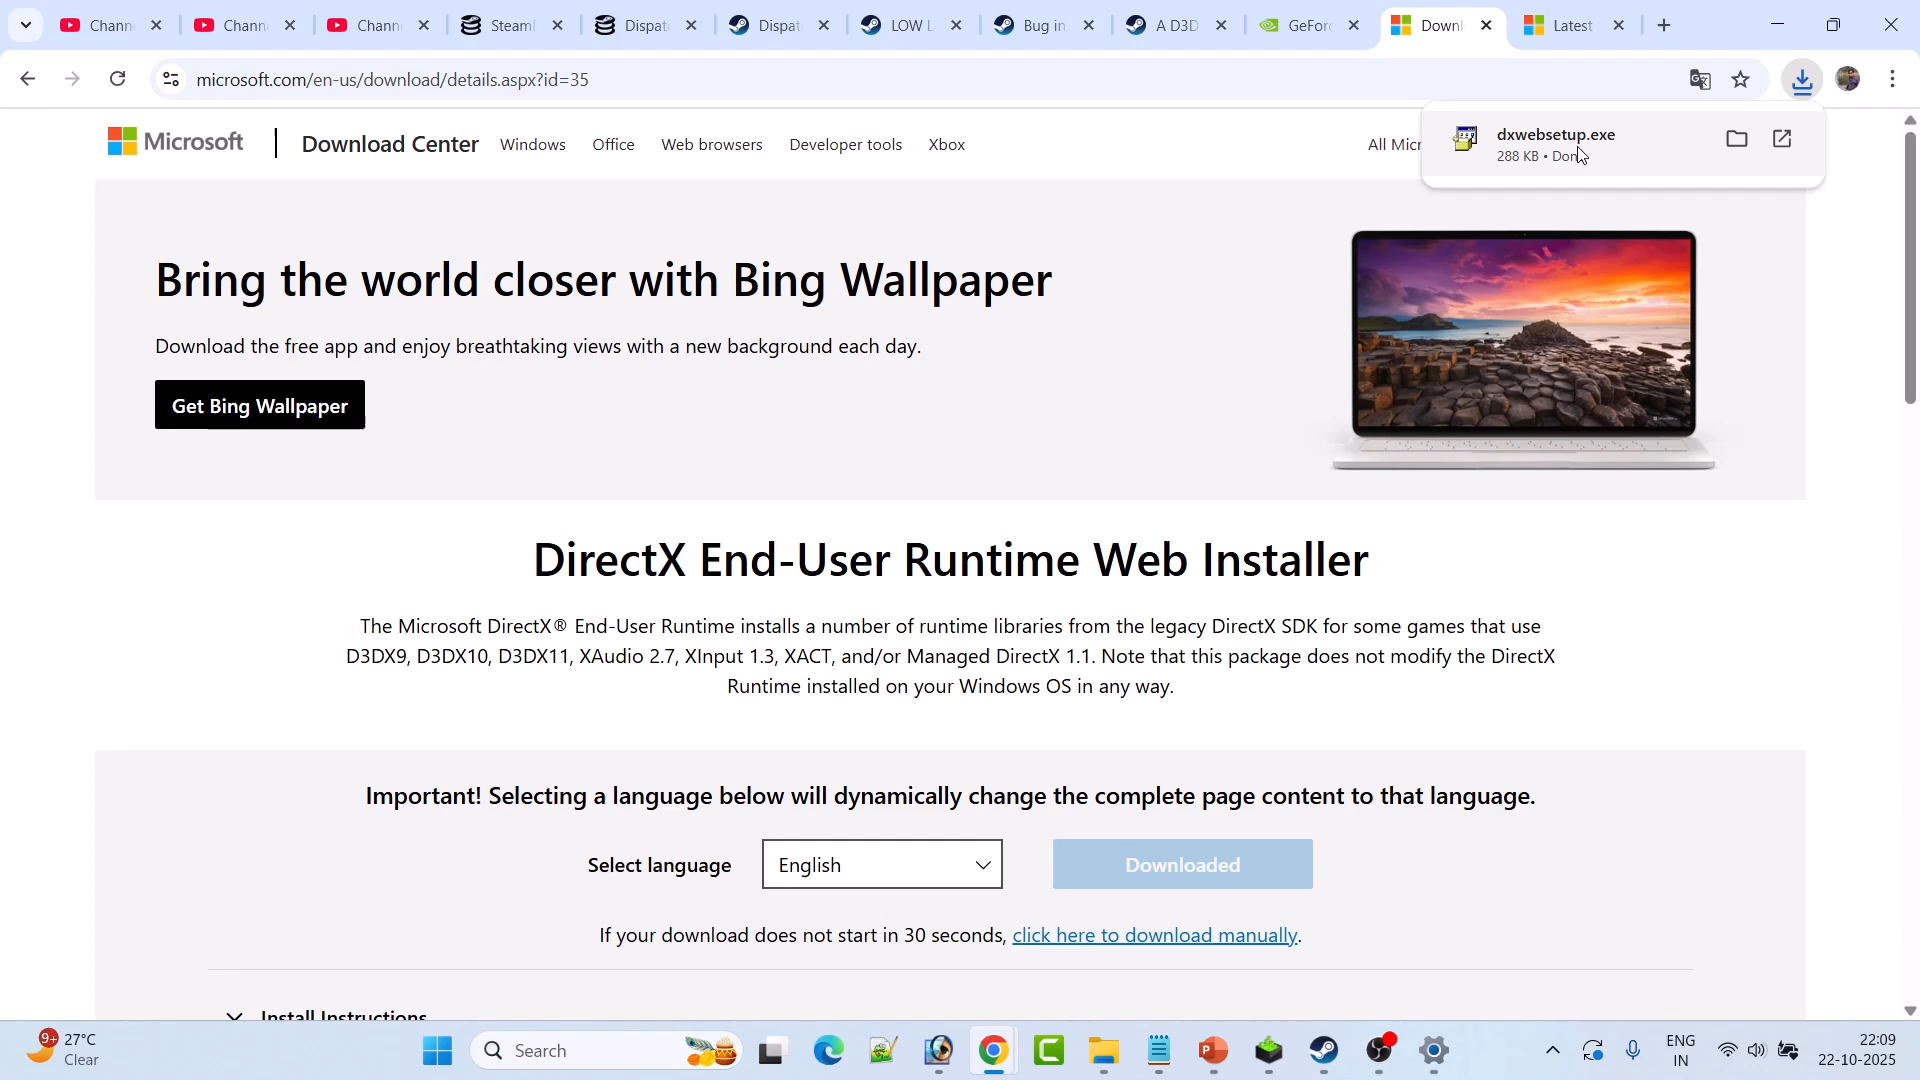 Chann
Chann
Chann
Steam
Dispat
Dispat
LOW L
Bug in
A D3D
GeForc
Downl
Latest
microsoft.com/en-us/download/details.aspx?id=35
Microsoft
Download Center
Windows
Office
Web browsers
Developer tools
Xbox
All Micr
dxwebsetup.exe
288 KB • Don
Bring the world closer with Bing Wallpaper
Download the free app and enjoy breathtaking views with a new background each day.
Get Bing Wallpaper
DirectX End-User Runtime Web Installer
The Microsoft DirectX® End-User Runtime installs a number of runtime libraries from the legacy DirectX SDK for some games that use
D3DX9, D3DX10, D3DX11, XAudio 2.7, XInput 1.3, XACT, and/or Managed DirectX 1.1. Note that this package does not modify the DirectX
Runtime installed on your Windows OS in any way.
Important! Selecting a language below will dynamically change the complete page content to that language.
Select language
English
Downloaded
If your download does not start in 30 seconds, click here to download manually.
Install Instructions
9+
27°C
Clear
Search
ENG
IN
22:09
22-10-2025